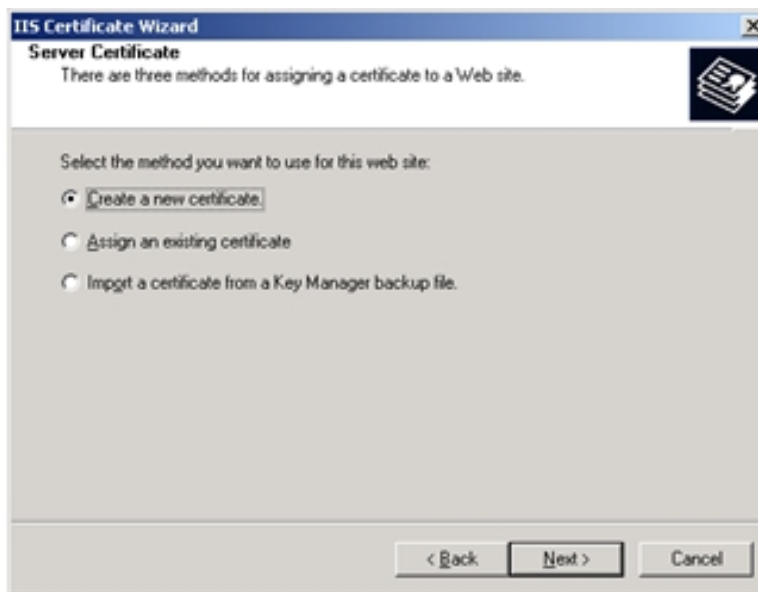 IIS Certificate Wizard
Server Certificate
There are three methods for assigning a certificate to a Web site.
Select the method you want to use for this web site:
Create a new certificate.
Assign an existing certificate
Import a certificate from a Key Manager backup file.
< Back Next > Cancel